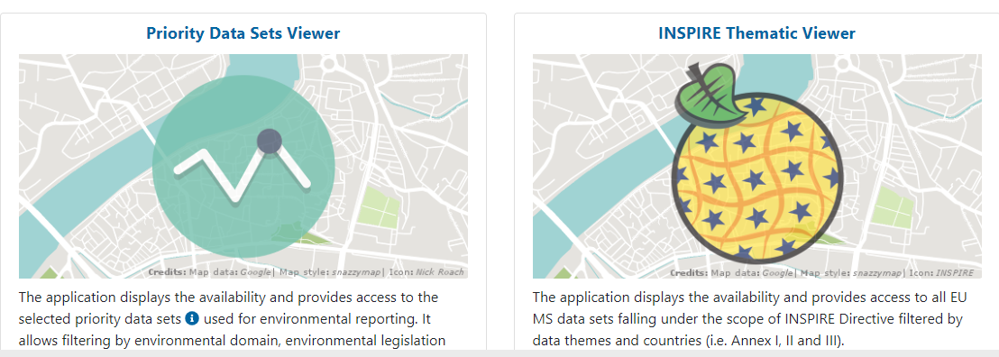 Priority Data Sets Viewer
Credits: Map data: Google| Map style: snazzymap| Icon: Nick Roach
The application displays the availability and provides access to the
selected priority data sets used for environmental reporting. It
allows filtering by environmental domain, environmental legislation
INSPIRE Thematic Viewer
Credits: Map data: Google| Map style: snazzymap| Icon: INSPIRE
The application displays the availability and provides access to all EU
MS data sets falling under the scope of INSPIRE Directive filtered by
data themes and countries (i.e. Annex I, II and III).